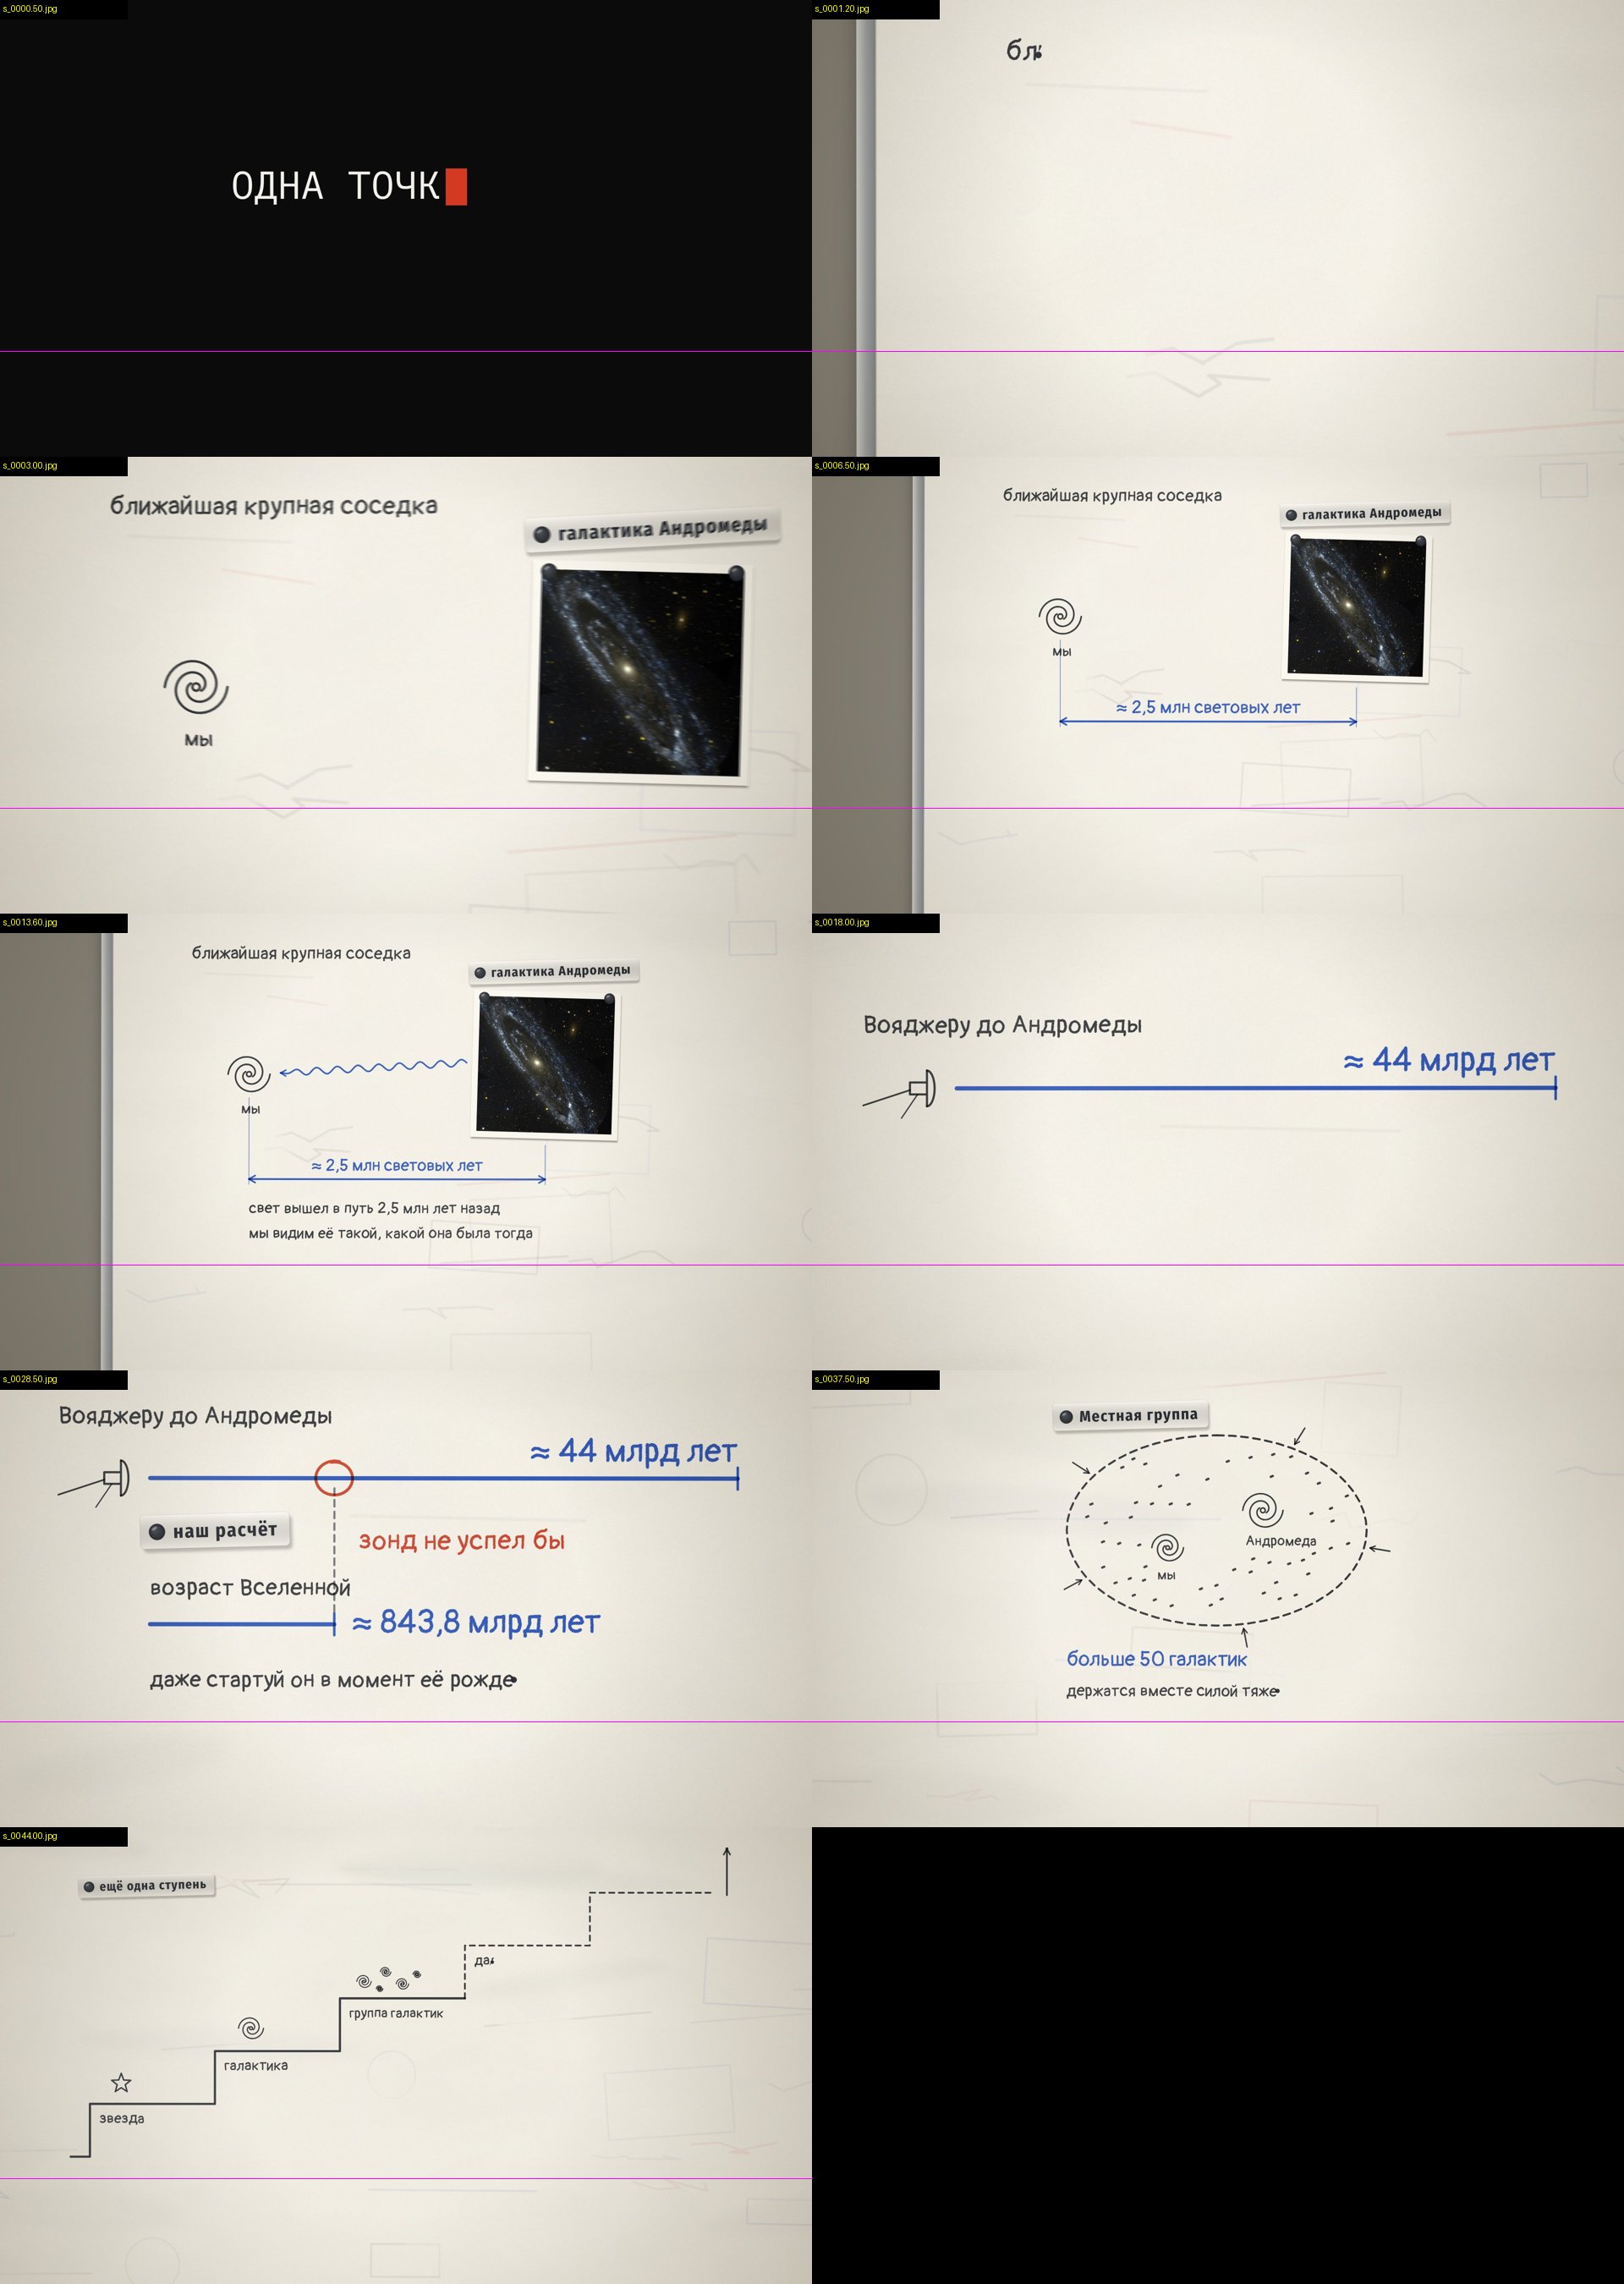 s_0000.50.jpg
ОДНА ТОЧК
s_0001.20.jpg
бл
s_0003.00.jpg
ближайшая крупная соседка
галактика Андромеды
мы
s_0006.50.jpg
ближайшая крупная соседка
галактика Андромеды
мы
≈ 2,5 млн световых лет
s_0013.60.jpg
ближайшая крупная соседка
галактика Андромеды
мы
≈ 2,5 млн световых лет
свет вышел в путь 2,5 млн лет назад
мы видим её такой, какой она была тогда
s_0018.00.jpg
Вояджеру до Андромеды
≈ 44 млрд лет
s_0028.50.jpg
Вояджеру до Андромеды
≈ 44 млрд лет
наш расчёт
зонд не успел бы
возраст Вселенной
≈ 843,8 млрд лет
даже стартуй он в момент её рожде
s_0037.50.jpg
Местная группа
Андромеда
мы
больше 50 галактик
держатся вместе силой тяже
s_0044.00.jpg
ещё одна ступень
да
группа галактик
галактика
звезда